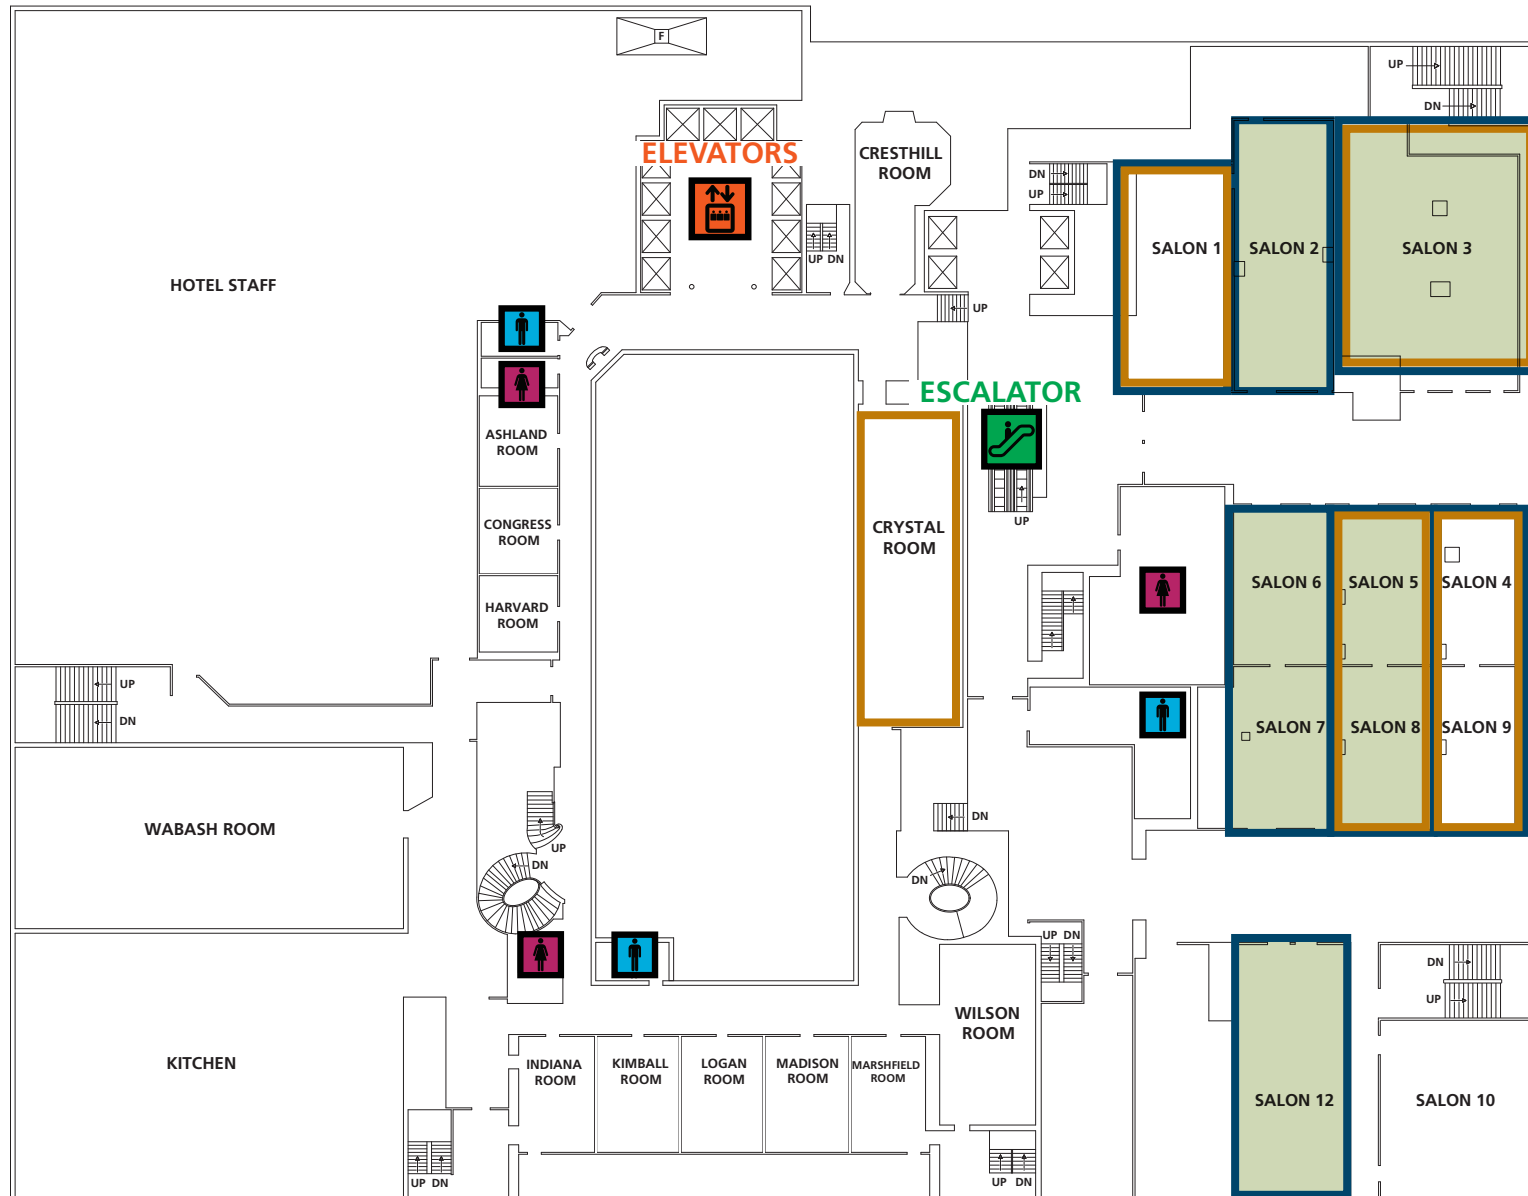 F
UP
DN
ELEVATORS
CRESTHILL
ROOM
DN
UP
UP DN
SALON 1
SALON 2
SALON 3
HOTEL STAFF
UP
ESCALATOR
ASHLAND
ROOM
CONGRESS
ROOM
HARVARD
ROOM
CRYSTAL
ROOM
UP
SALON 6
SALON 5
SALON 4
UP
DN
SALON 7
SALON 8
SALON 9
WABASH ROOM
UP
DN
DN
DN
UP DN
DN
UP
KITCHEN
WILSON
ROOM
INDIANA
ROOM
KIMBALL
ROOM
LOGAN
ROOM
MADISON
ROOM
MARSHFIELD
ROOM
SALON 12
SALON 10
UP DN
UP DN